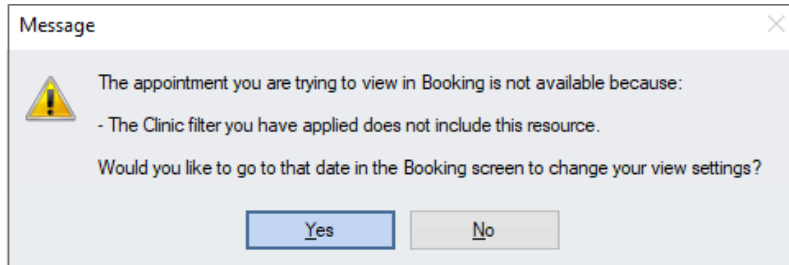 Message
The appointment you are trying to view in Booking is not available because:
- The Clinic filter you have applied does not include this resource.
Would you like to go to that date in the Booking screen to change your view settings?
Yes
No